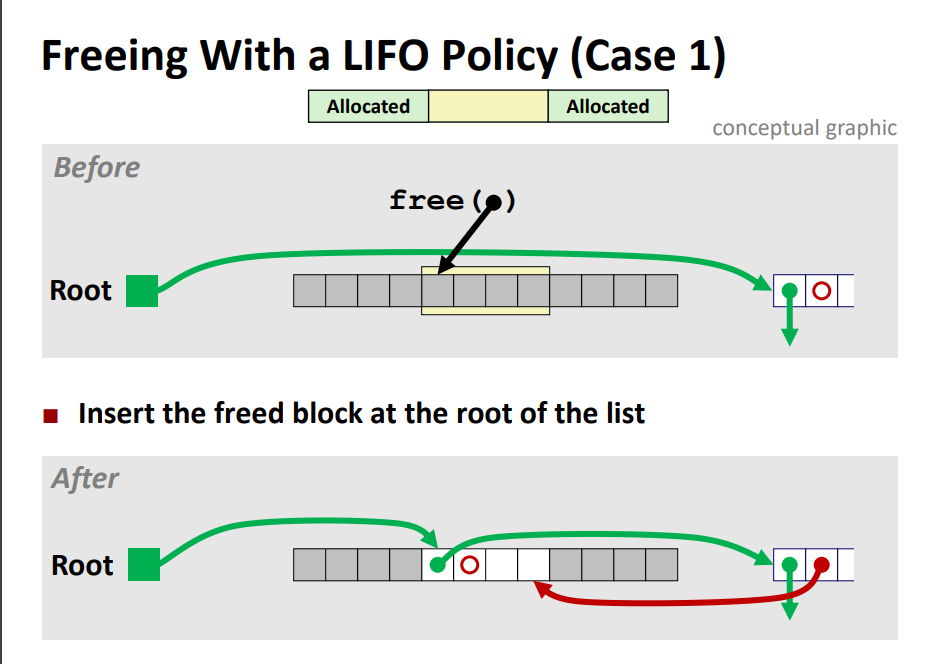 Freeing With a LIFO Policy (Case 1)
Allocated Allocated
conceptual graphic
Before
free( )
Root
Insert the freed block at the root of the list
After
Root